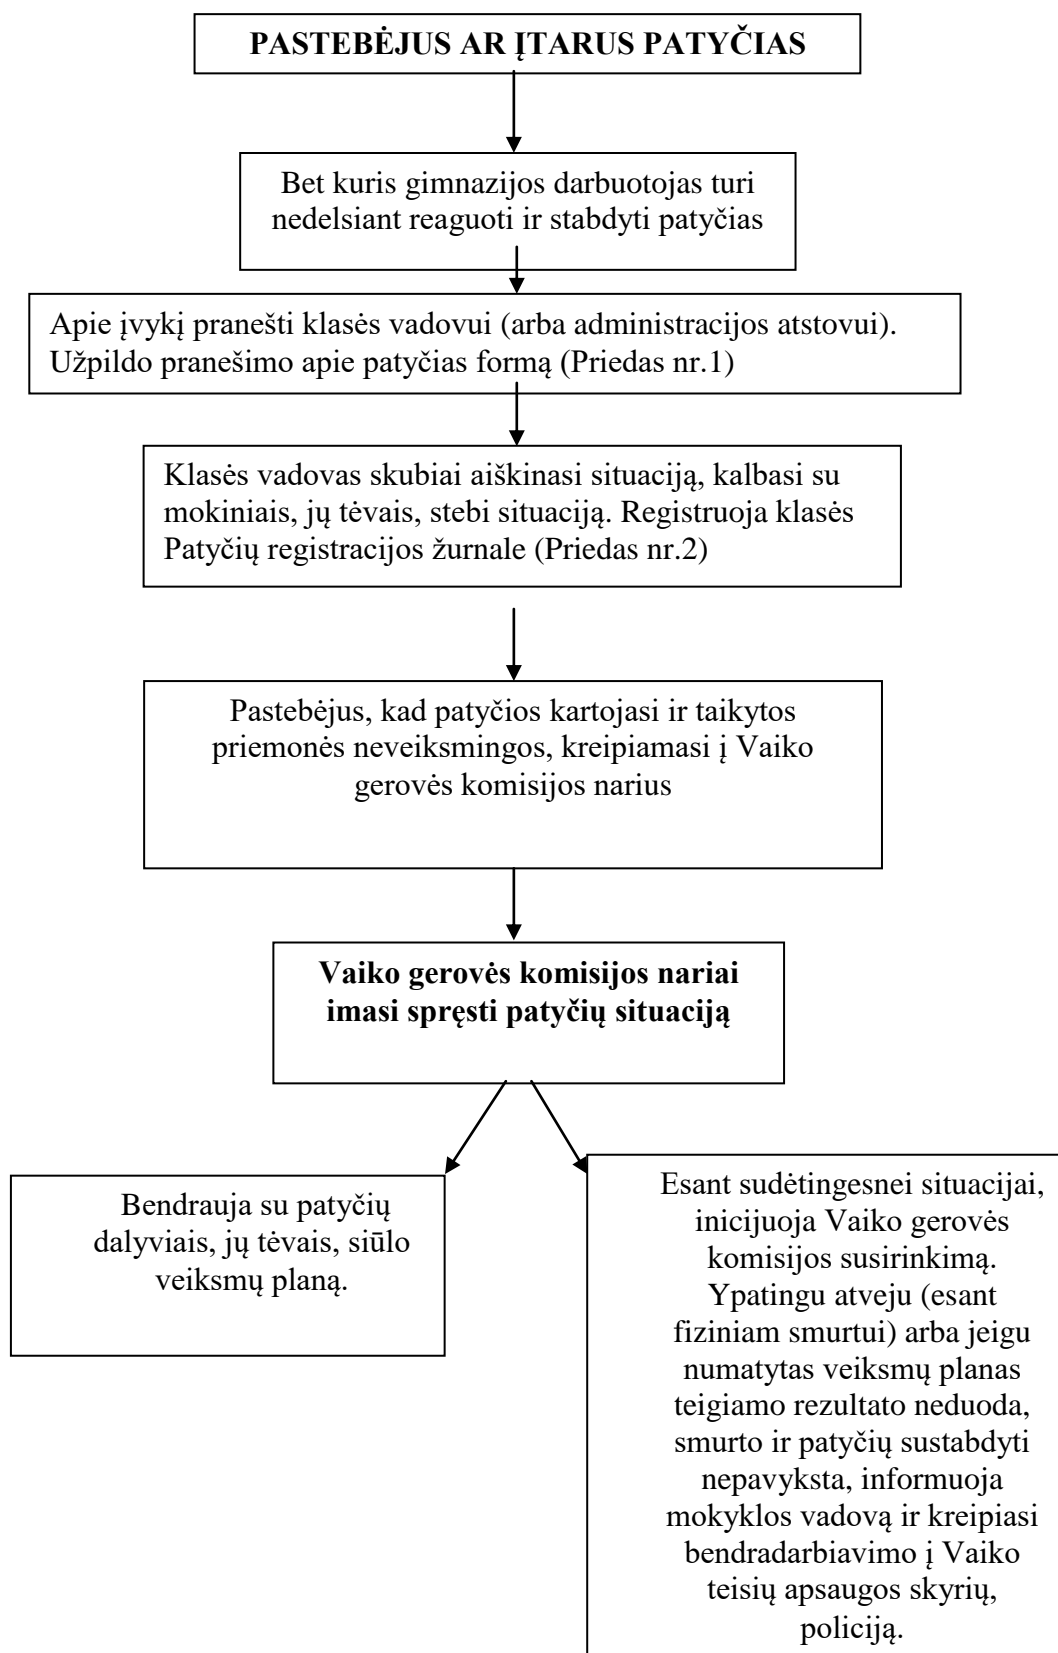 PASTEBĖJUS AR ĮTARUS PATYČIAS
Bet kuris gimnazijos darbuotojas turi
nedelsiant reaguoti ir stabdyti patyčias
Apie įvykį pranešti klasės vadovui (arba administracijos atstovui).
Užpildo pranešimo apie patyčias formą (Priedas nr.1)
Klasės vadovas skubiai aiškinasi situaciją, kalbasi su
mokiniais, jų tėvais, stebi situaciją. Registruoja klasės
Patyčių registracijos žurnale (Priedas nr.2)
Pastebėjus, kad patyčios kartojasi ir taikytos
priemonės neveiksmingos, kreipiamasi į Vaiko
gerovės komisijos narius
Vaiko gerovės komisijos nariai
imasi spręsti patyčių situaciją
Bendrauja su patyčių
dalyviais, jų tėvais, siūlo
veiksmų planą.
Esant sudėtingesnei situacijai,
inicijuoja Vaiko gerovės
komisijos susirinkimą.
Ypatingu atveju (esant
fiziniam smurtui) arba jeigu
numatytas veiksmų planas
teigiamo rezultato neduoda,
smurto ir patyčių sustabdyti
nepavyksta, informuoja
mokyklos vadovą ir kreipiasi
bendradarbiavimo į Vaiko
teisių apsaugos skyrių,
policiją.